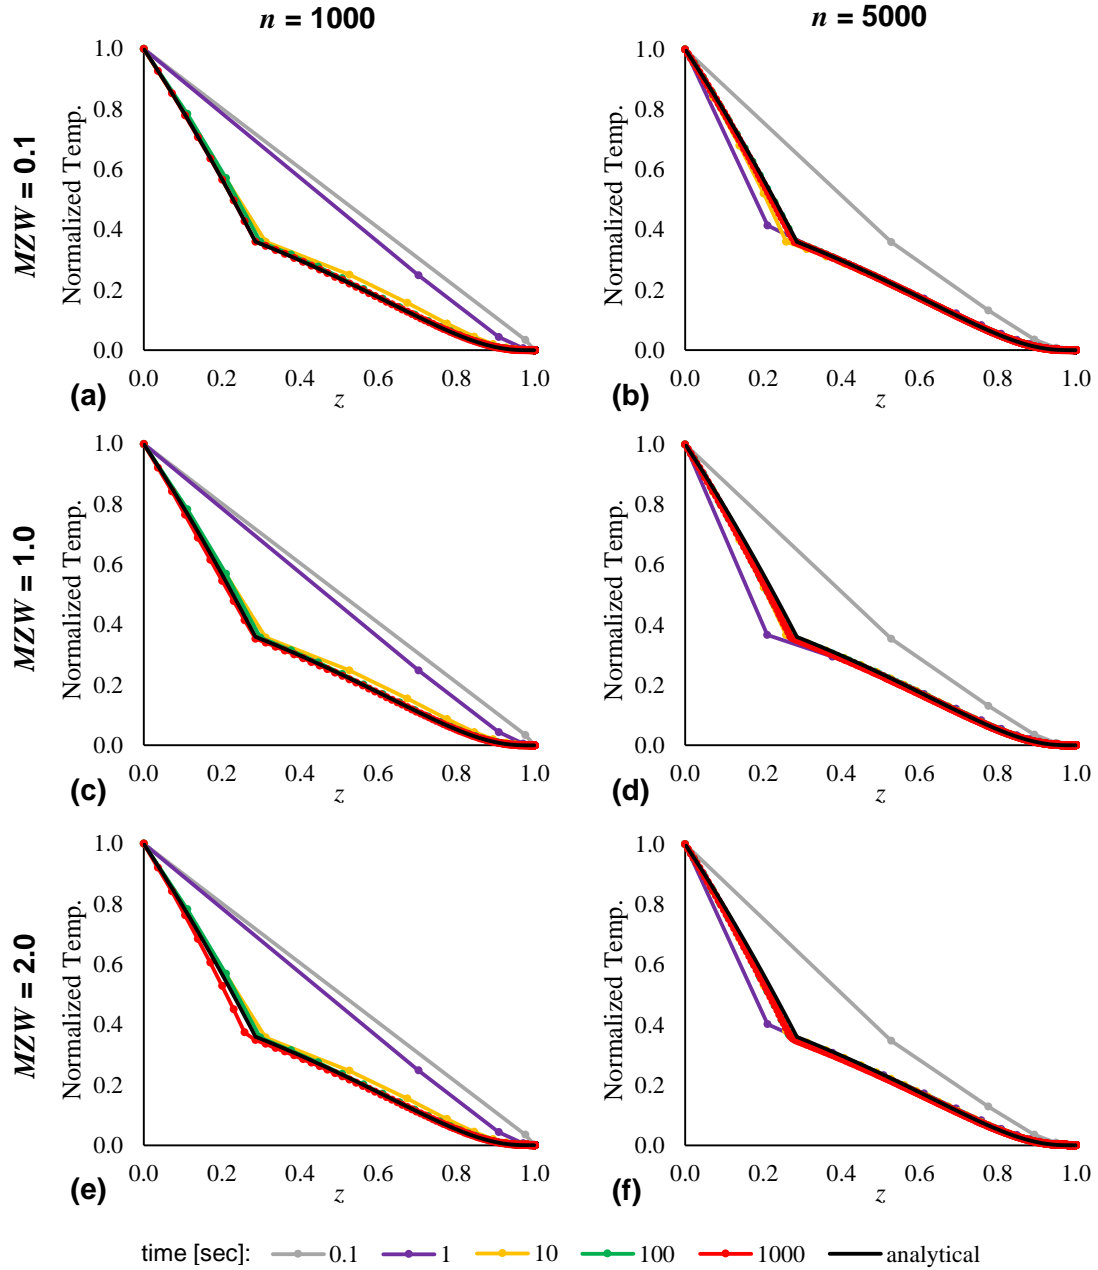 n = 1000
n = 5000
MZW = 0.1
Normalized Temp.
1.0
0.8
0.6
0.4
0.2
0.0
0.0 0.2 0.4 0.6 0.8 1.0
(a)
z
Normalized Temp.
1.0
0.8
0.6
0.4
0.2
0.0
0.0 0.2 0.4 0.6 0.8 1.0
(b)
z
MZW = 1.0
Normalized Temp.
1.0
0.8
0.6
0.4
0.2
0.0
0.0 0.2 0.4 0.6 0.8 1.0
(c)
z
Normalized Temp.
1.0
0.8
0.6
0.4
0.2
0.0
0.0 0.2 0.4 0.6 0.8 1.0
(d)
z
MZW = 2.0
Normalized Temp.
1.0
0.8
0.6
0.4
0.2
0.0
0.0 0.2 0.4 0.6 0.8 1.0
(e)
z
Normalized Temp.
1.0
0.8
0.6
0.4
0.2
0.0
0.0 0.2 0.4 0.6 0.8 1.0
(f)
z
time [sec]: 0.1 1 10 100 1000 analytical